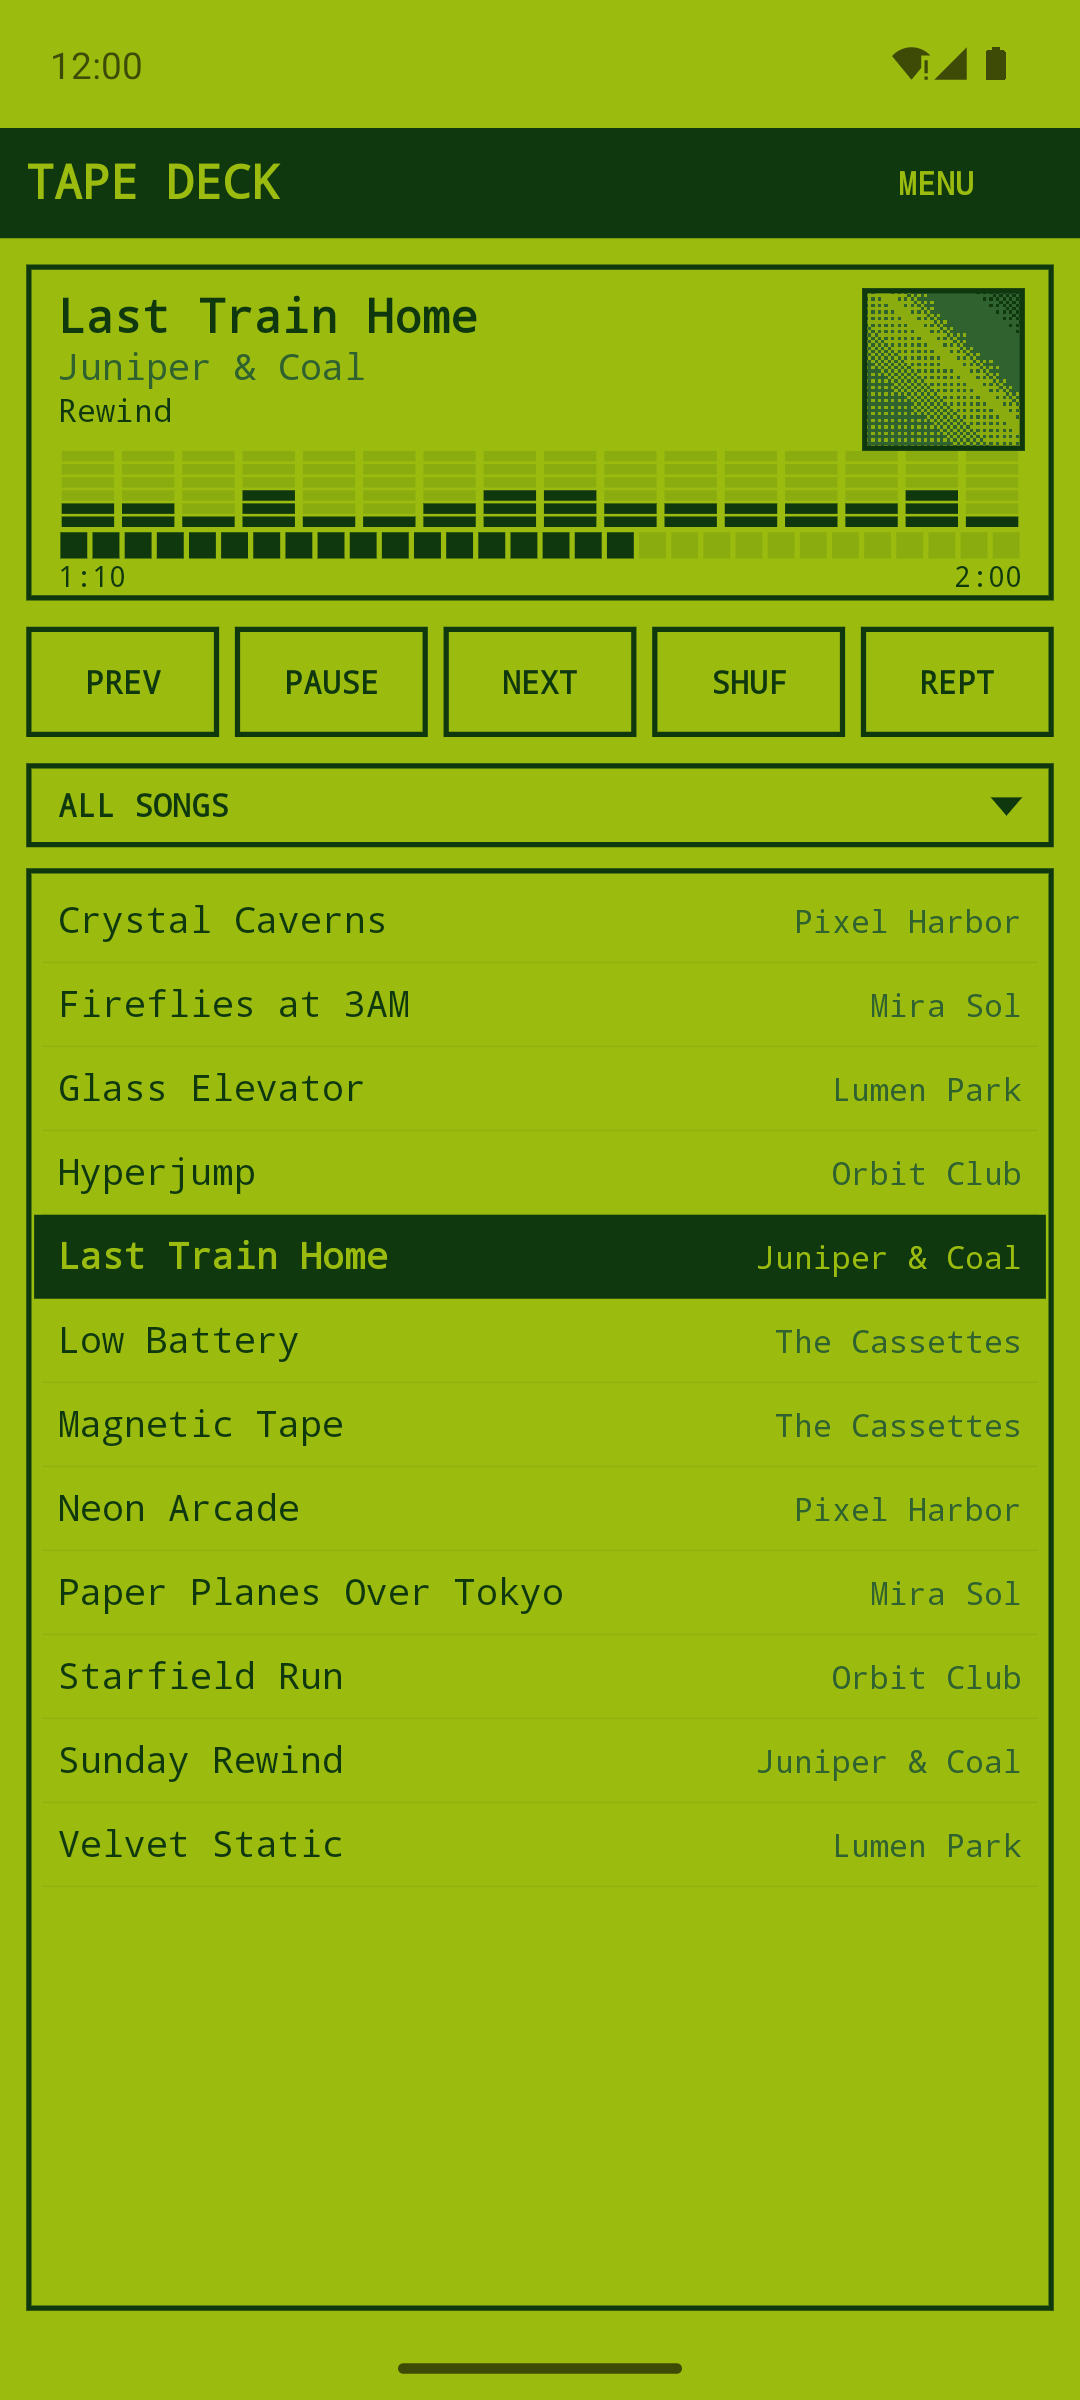 12:00
TAPE DECK
MENU
Last Train Home
Juniper & Coal
Rewind
1:10
2:00
PREV
PAUSE
NEXT
SHUF
REPT
ALL SONGS
Crystal Caverns Pixel Harbor
Fireflies at 3AM Mira Sol
Glass Elevator Lumen Park
Hyperjump Orbit Club
Last Train Home Juniper & Coal
Low Battery The Cassettes
Magnetic Tape The Cassettes
Neon Arcade Pixel Harbor
Paper Planes Over Tokyo Mira Sol
Starfield Run Orbit Club
Sunday Rewind Juniper & Coal
Velvet Static Lumen Park